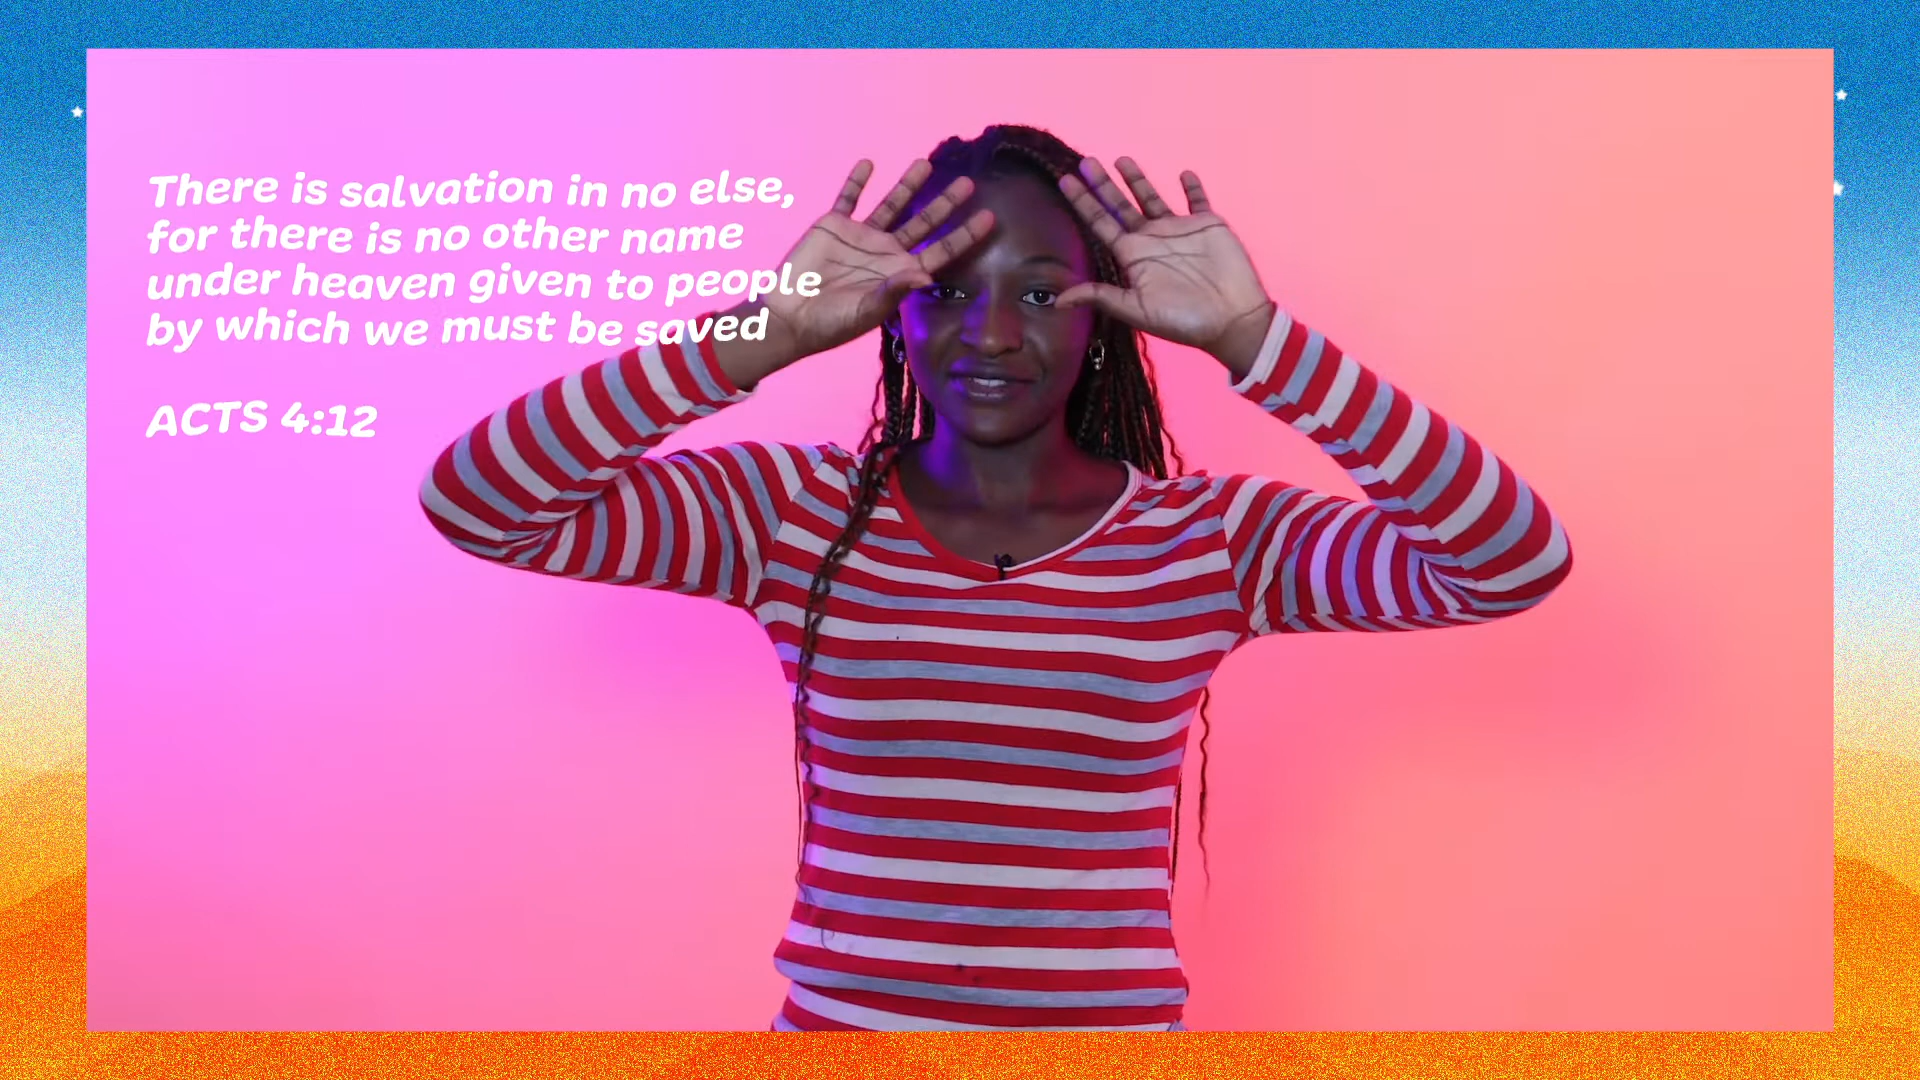 There is salvation in no else,
for there is no other name
under heaven given to people
by which we must be saved
ACTS 4:12